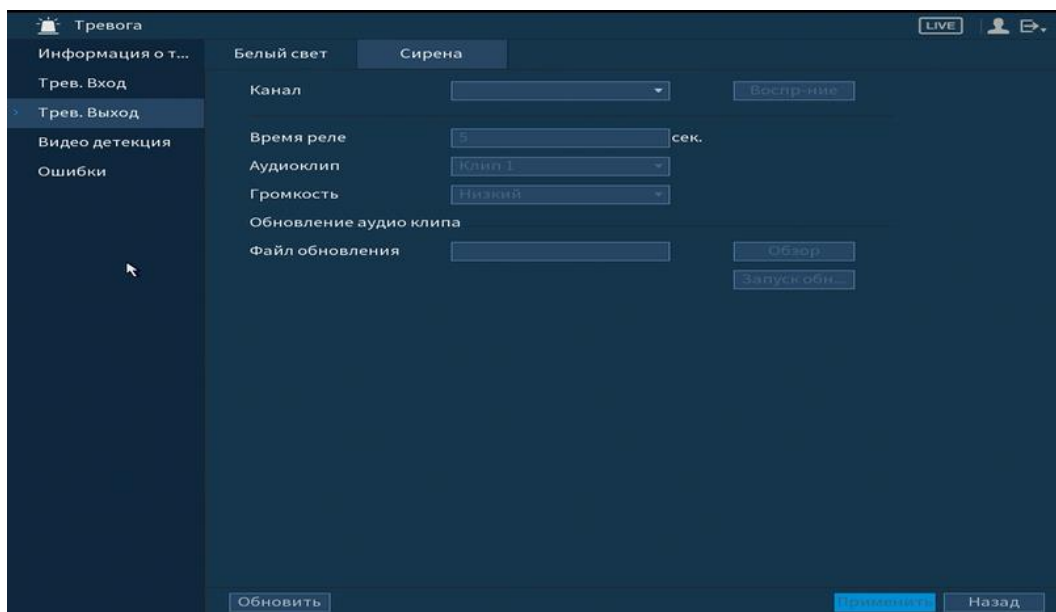 Тревога LIVE
Информация о т... Белый свет Сирена
Трев. Вход Канал Воспр-ние
Трев. Выход
Видео детекция Время реле 5 сек.
Ошибки Аудиоклип Клип 1
Громкость Низкий
Обновление аудио клипа
Файл обновления Обзор
Запуск обн...
Обновить Применить Назад